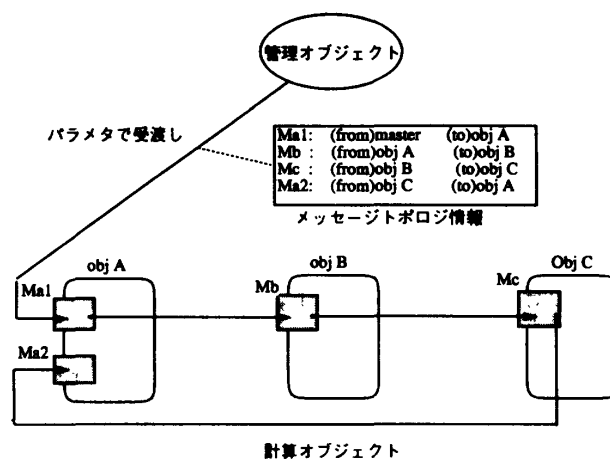 管理オブジェクト
パラメタで受渡し
Ma1: (from)master (to)obj A
Mb : (from)obj A (to)obj B
Mc : (from)obj B (to)obj C
Ma2: (from)obj C (to)obj A
メッセージトポロジ情報
obj A
obj B
Obj C
Ma1
Mb
Mc
Ma2
計算オブジェクト